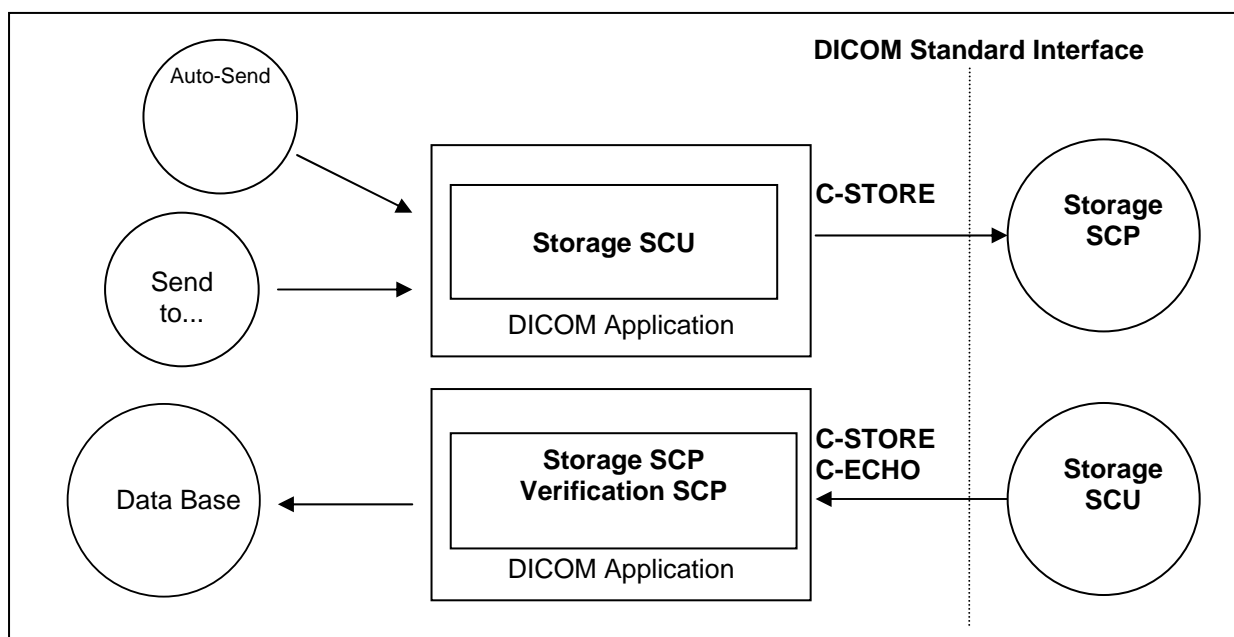 DICOM Standard Interface
Auto-Send
Send
to...
Storage SCU
DICOM Application
C-STORE
Storage
SCP
Data Base
Storage SCP
Verification SCP
DICOM Application
C-STORE
C-ECHO
Storage
SCU